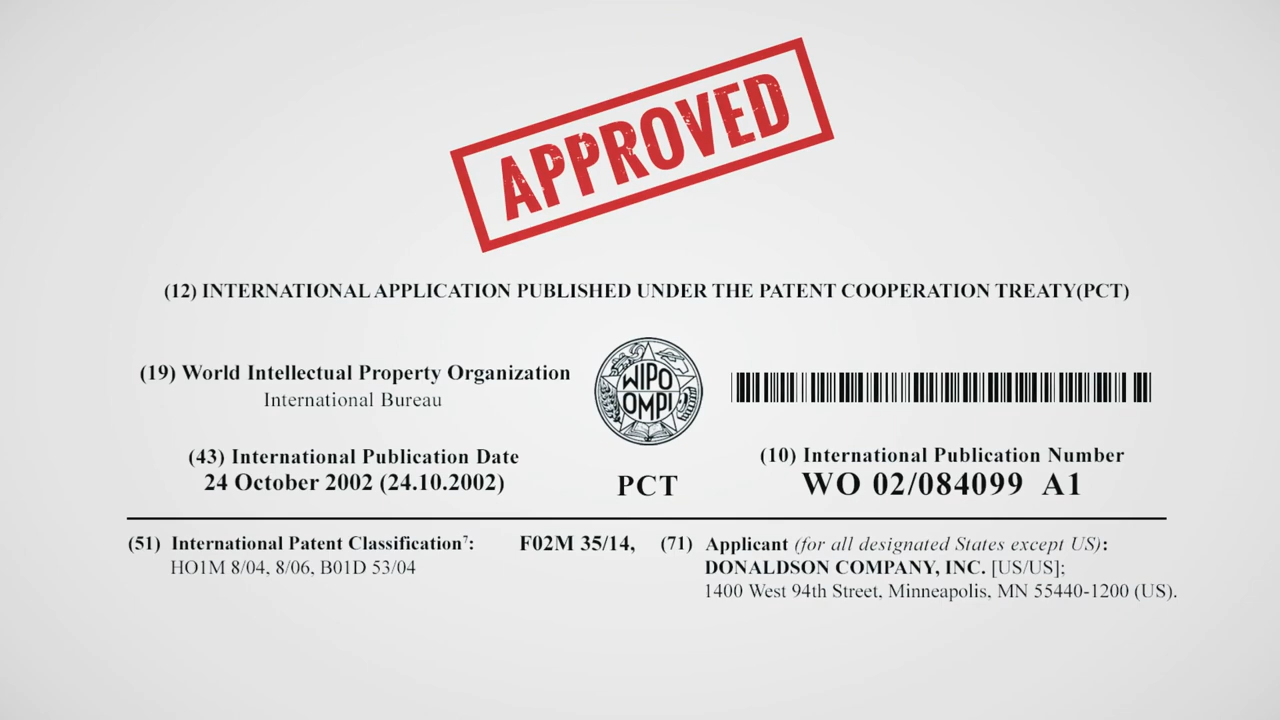 APPROVED
(12) INTERNATIONAL APPLICATION PUBLISHED UNDER THE PATENT COOPERATION TREATY(PCT)
(19) World Intellectual Property Organization
International Bureau
WIPO
OMPI
(43) International Publication Date
24 October 2002 (24.10.2002)
PCT
(10) International Publication Number
WO 02/084099 A1
(51) International Patent Classification⁷: F02M 35/14,
HO1M 8/04, 8/06, B01D 53/04
(71) Applicant (for all designated States except US):
DONALDSON COMPANY, INC. [US/US];
1400 West 94th Street, Minneapolis, MN 55440-1200 (US).